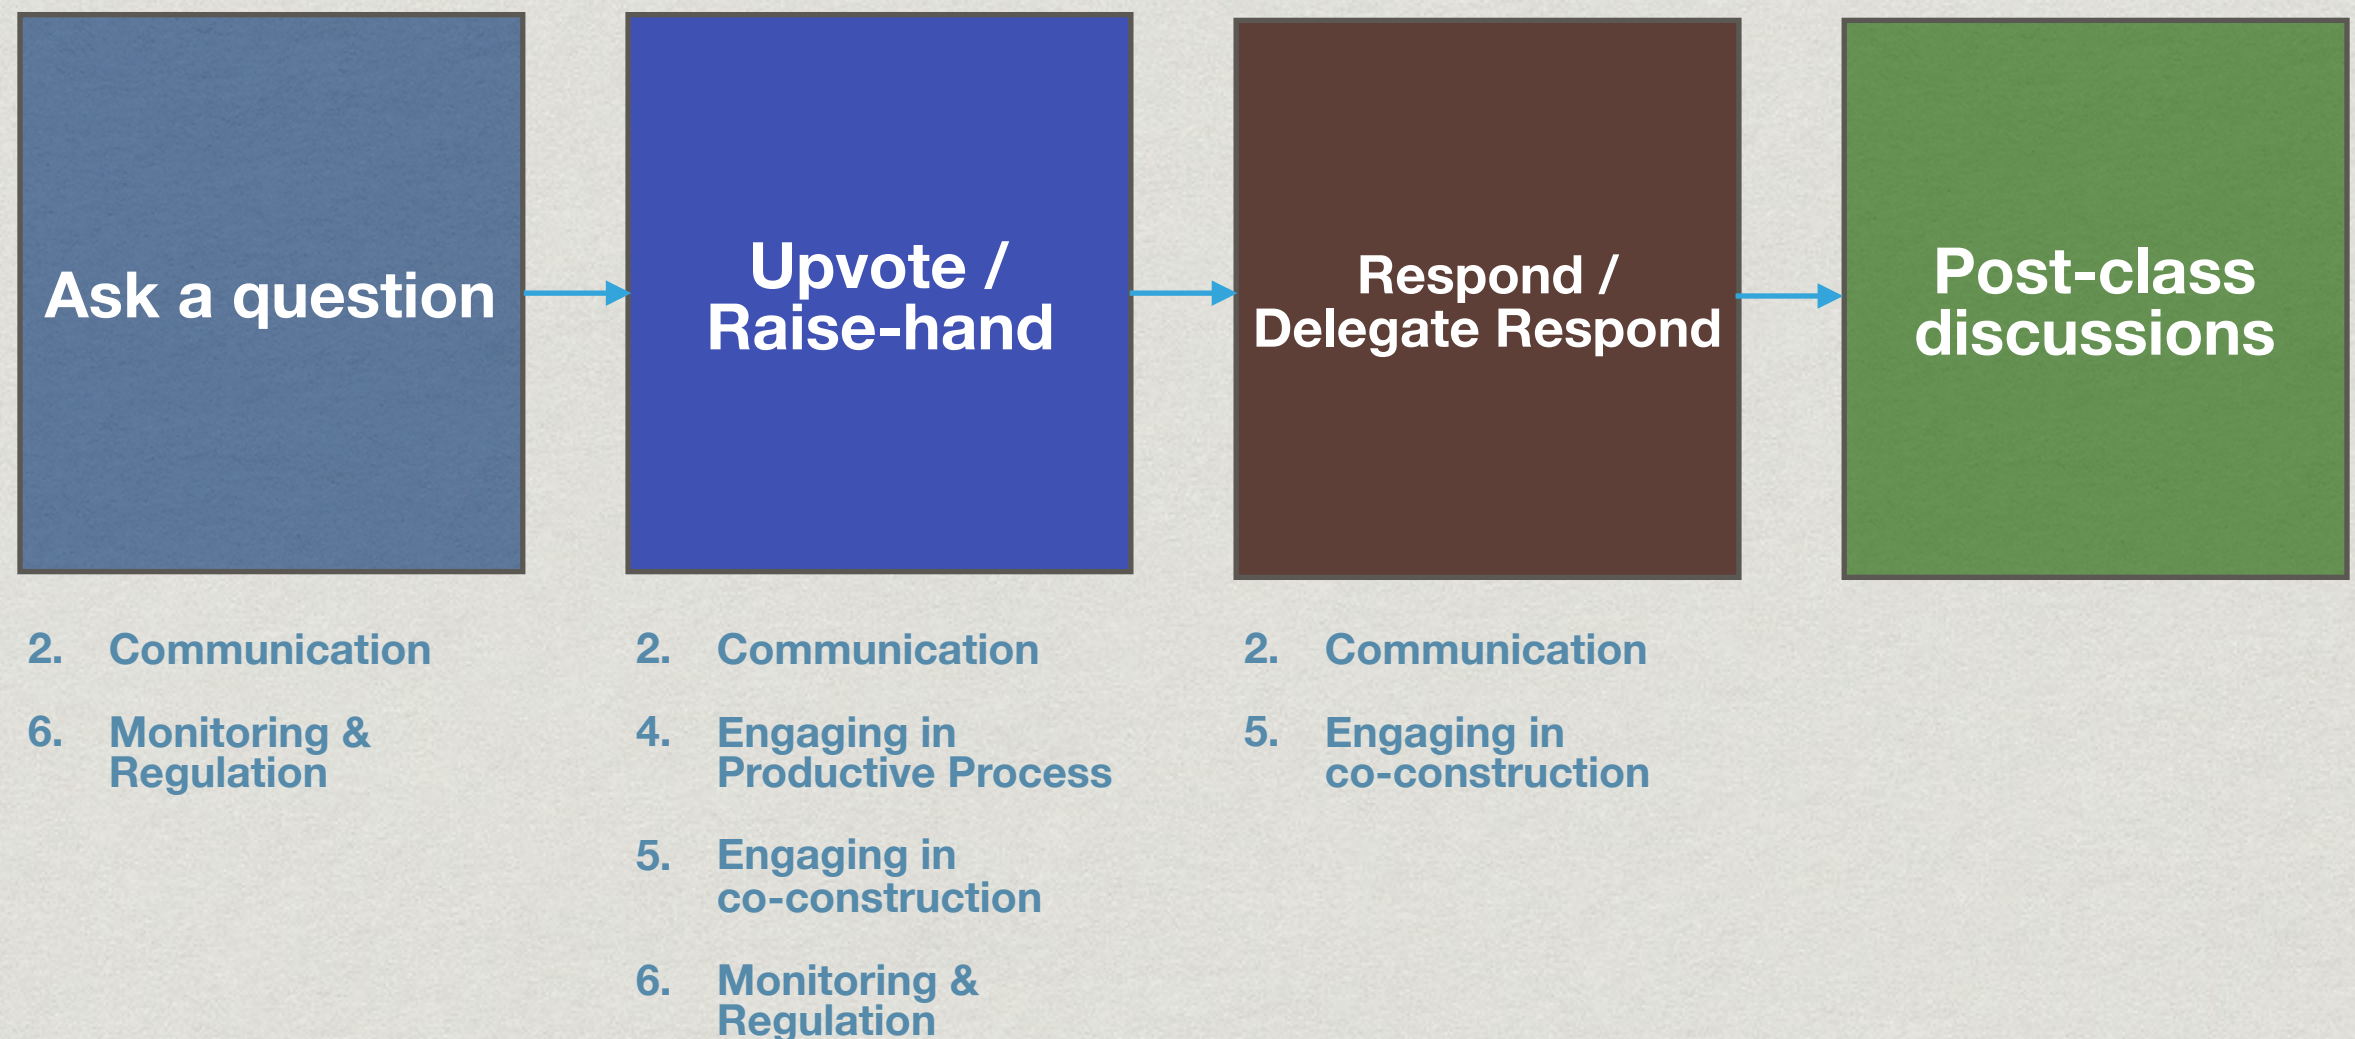 Ask a question
Upvote /
Raise-hand
Respond /
Delegate Respond
Post-class
discussions
2. Communication
6. Monitoring &
Regulation
2. Communication
4. Engaging in
Productive Process
5. Engaging in
co-construction
6. Monitoring &
Regulation
2. Communication
5. Engaging in
co-construction